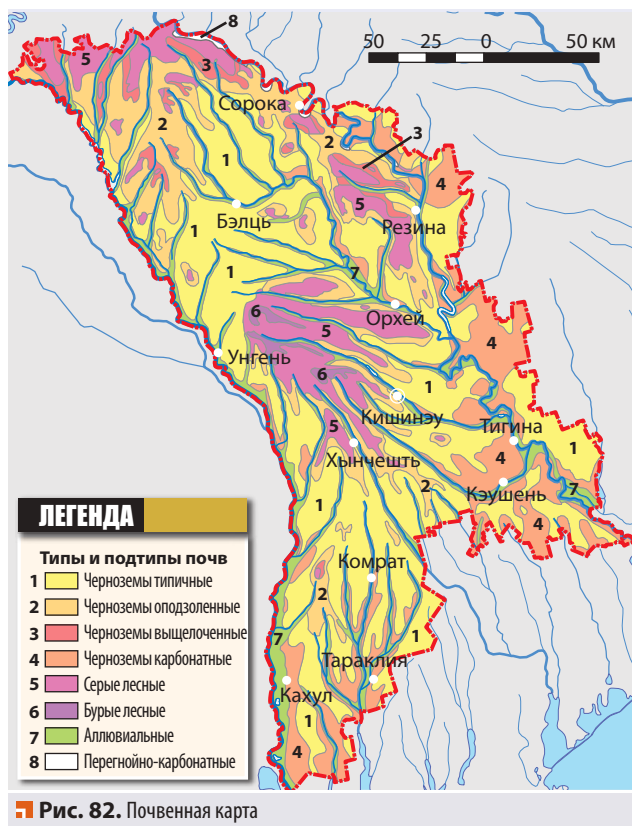 8
50 25 0 50 км
5
3
Сорока
2
2
3
1
4
5
Бэлць
Резина
1
7
1
6
Орхей
5
4
Унгень
6
1
Кишинэу
Тигина
5
1
Хынчешть
4
Кэушень
7
2
1
4
ЛЕГЕНДА
Типы и подтипы почв
1 Черноземы типичные
2 Черноземы оподзоленные
3 Черноземы выщелоченные
4 Черноземы карбонатные
5 Серые лесные
6 Бурые лесные
7 Аллювиальные
8 Перегнойно-карбонатные
Комрат
2
7
1
Тараклия
Кахул
1
4
Рис. 82. Почвенная карта